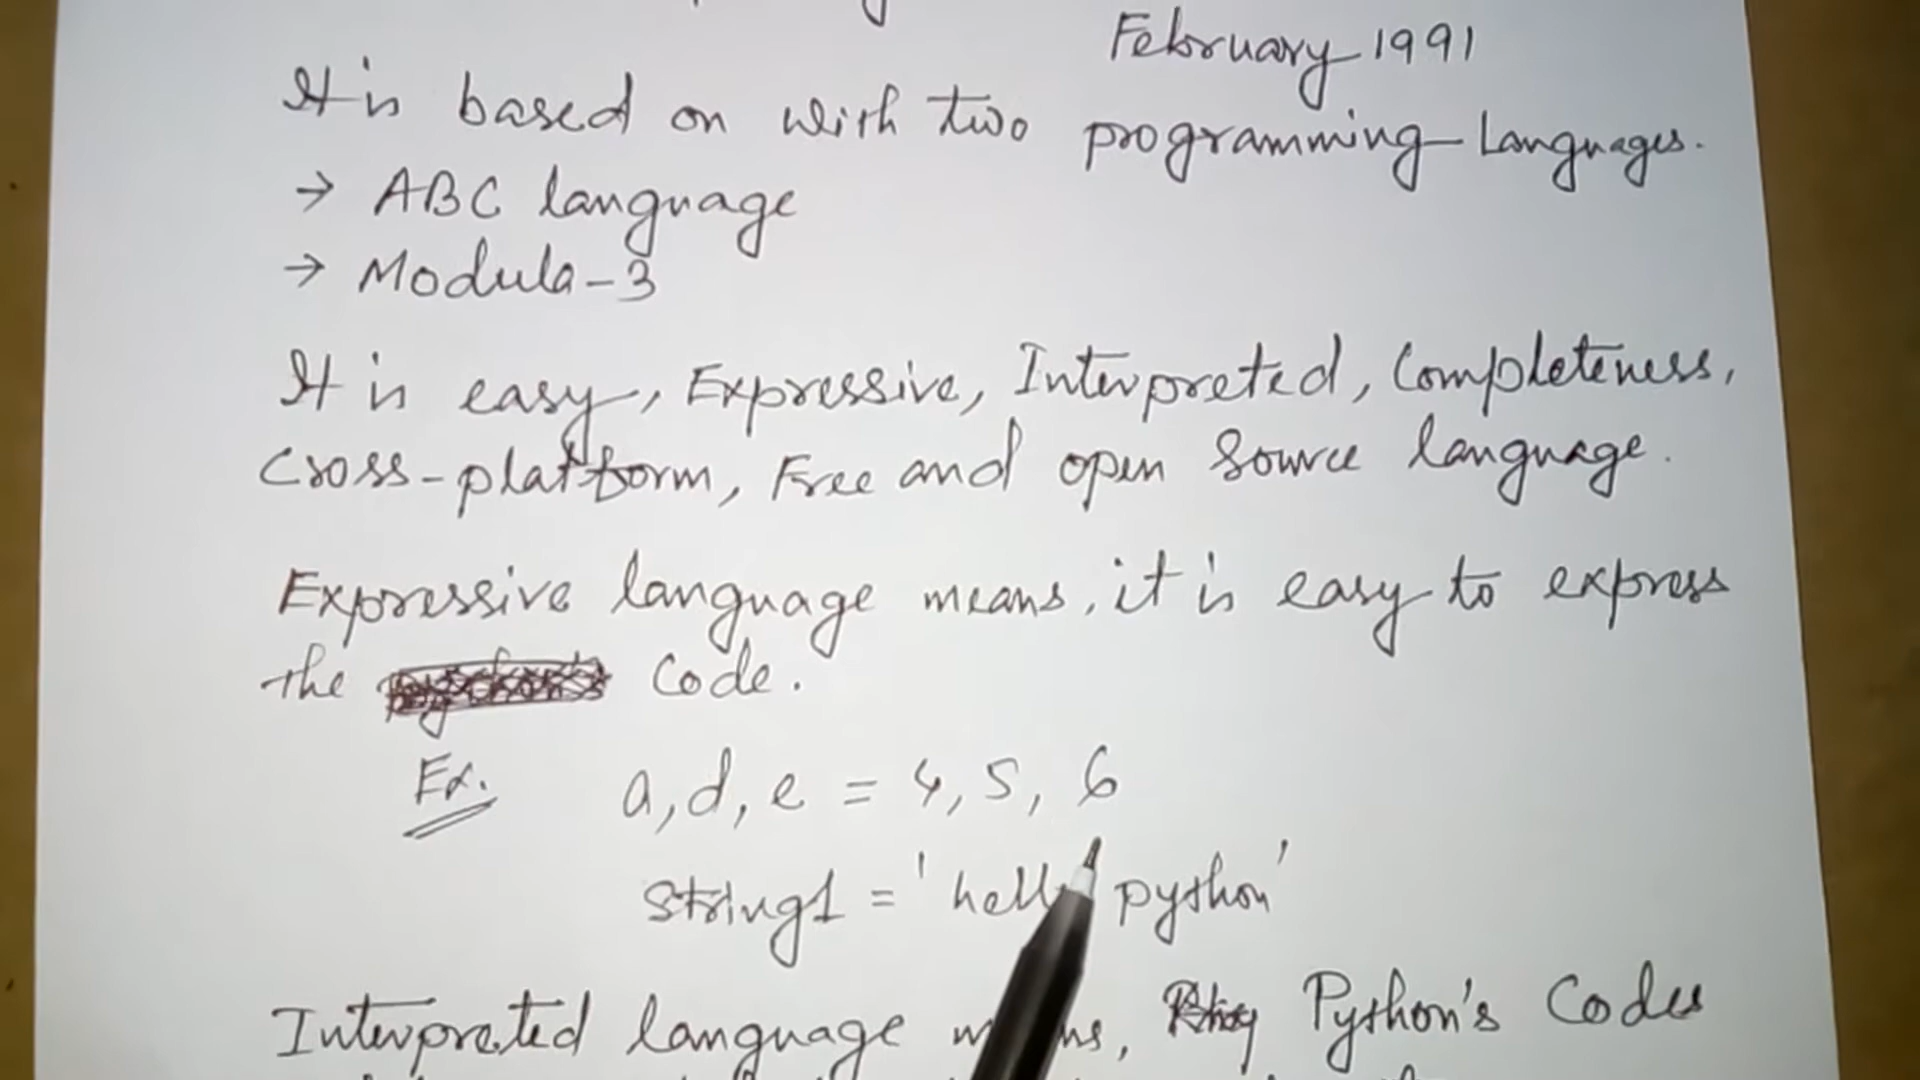 February 1991
It is based on with two programming Languages.
→ ABC language
→ Modula-3
It is easy, Expressive, Interpreted, Completeness,
Cross-platform, Free and open Source language.
Expressive language means, it is easy to express
the Code.
Ex. a, d, e = 4, 5, 6
String1 = 'hello python'
Interpreted language means, Python's Codes